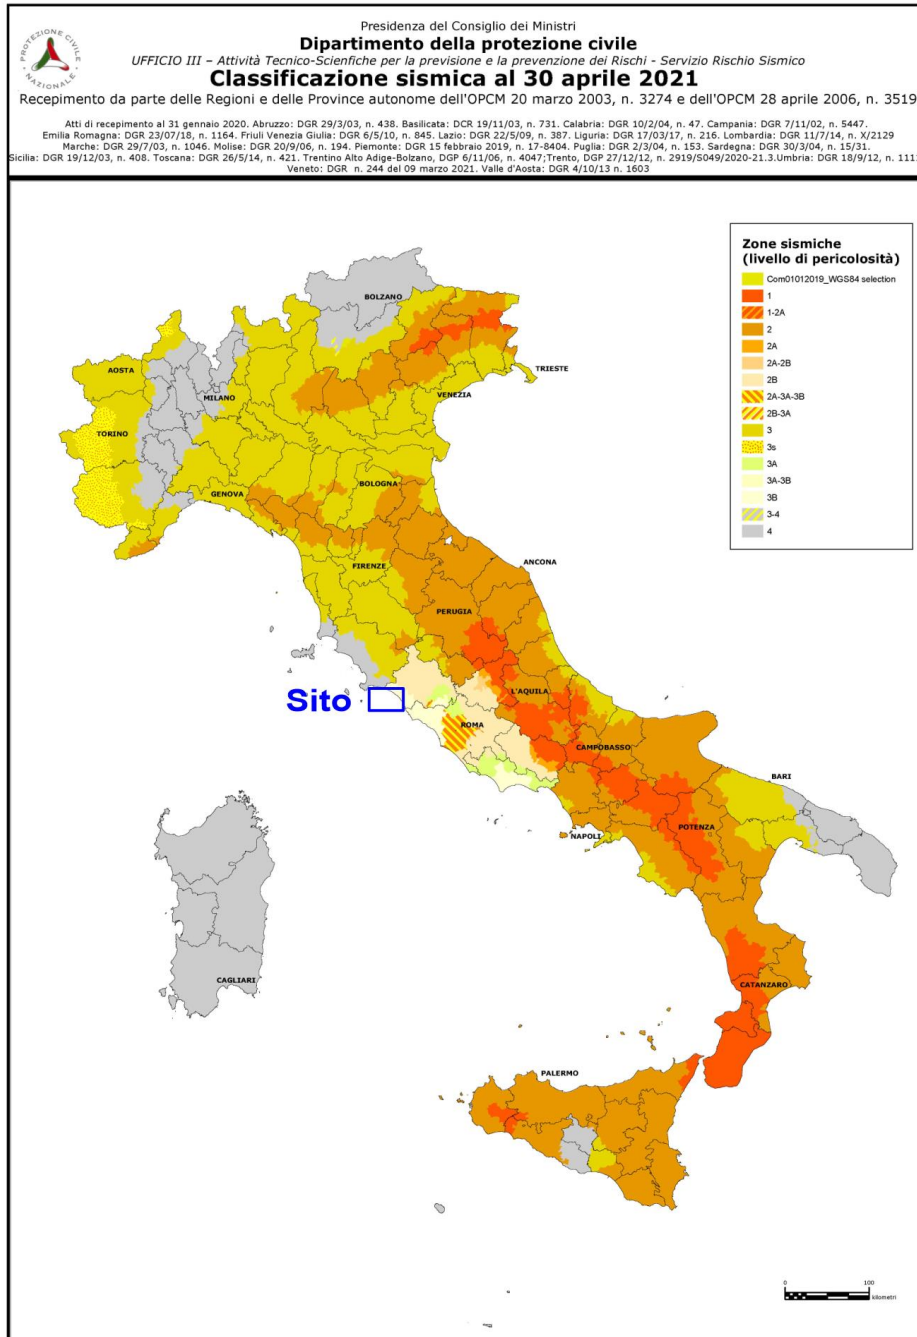 PROTEZIONE CIVILE
NAZIONALE
Presidenza del Consiglio dei Ministri
Dipartimento della protezione civile
UFFICIO III – Attività Tecnico-Scienfiche per la previsione e la prevenzione dei Rischi - Servizio Rischio Sismico
Classificazione sismica al 30 aprile 2021
Recepimento da parte delle Regioni e delle Province autonome dell'OPCM 20 marzo 2003, n. 3274 e dell'OPCM 28 aprile 2006, n. 3519
Atti di recepimento al 31 gennaio 2020. Abruzzo: DGR 29/3/03, n. 438. Basilicata: DCR 19/11/03, n. 731. Calabria: DGR 10/2/04, n. 47. Campania: DGR 7/11/02, n. 5447.
Emilia Romagna: DGR 23/07/18, n. 1164. Friuli Venezia Giulia: DGR 6/5/10, n. 845. Lazio: DGR 22/5/09, n. 387. Liguria: DGR 17/03/17, n. 216. Lombardia: DGR 11/7/14, n. X/2129
Marche: DGR 29/7/03, n. 1046. Molise: DGR 20/9/06, n. 194. Piemonte: DGR 15 febbraio 2019, n. 17-8404. Puglia: DGR 2/3/04, n. 153. Sardegna: DGR 30/3/04, n. 15/31.
Sicilia: DGR 19/12/03, n. 408. Toscana: DGR 26/5/14, n. 421. Trentino Alto Adige-Bolzano, DGP 6/11/06, n. 4047;Trento, DGP 27/12/12, n. 2919/S049/2020-21.3.Umbria: DGR 18/9/12, n. 111
Veneto: DGR n. 244 del 09 marzo 2021. Valle d'Aosta: DGR 4/10/13 n. 1603
Zone sismiche
(livello di pericolosità)
Com01012019_WGS84 selection
1
1-2A
2
2A
2A-2B
2B
2A-3A-3B
2B-3A
3
3s
3A
3A-3B
3B
3-4
4
BOLZANO
AOSTA
TRIESTE
MILANO
VENEZIA
TORINO
BOLOGNA
GENOVA
ANCONA
FIRENZE
PERUGIA
L'AQUILA
Sito
ROMA
CAMPOBASSO
BARI
POTENZA
NAPOLI
CAGLIARI
CATANZARO
PALERMO
0 100
kilometri